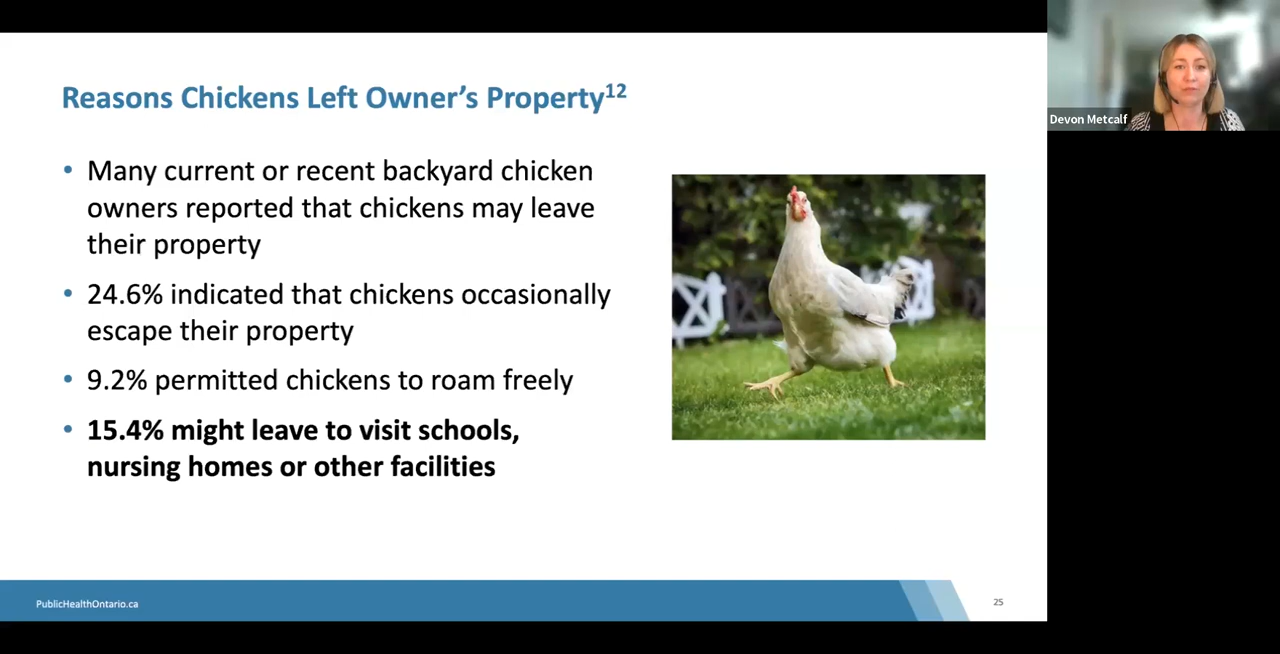 Reasons Chickens Left Owner's Property12
• Many current or recent backyard chicken
owners reported that chickens may leave
their property
• 24.6% indicated that chickens occasionally
escape their property
• 9.2% permitted chickens to roam freely
• 15.4% might leave to visit schools,
nursing homes or other facilities
PublicHealthOntario.ca
25
Devon Metcalf